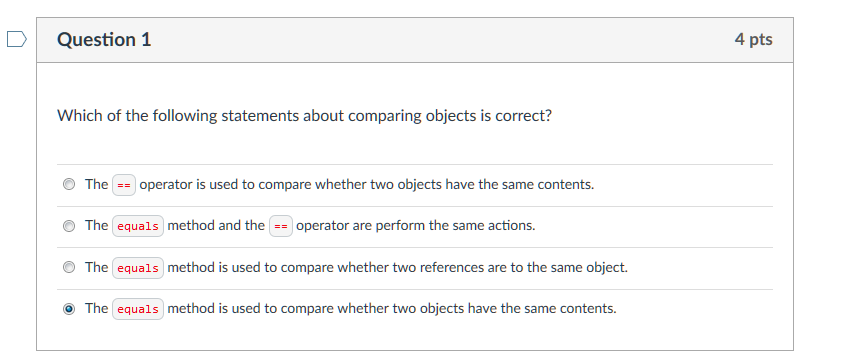 Question 1 4 pts
Which of the following statements about comparing objects is correct?
The == operator is used to compare whether two objects have the same contents.
The equals method and the == operator are perform the same actions.
The equals method is used to compare whether two references are to the same object.
The equals method is used to compare whether two objects have the same contents.